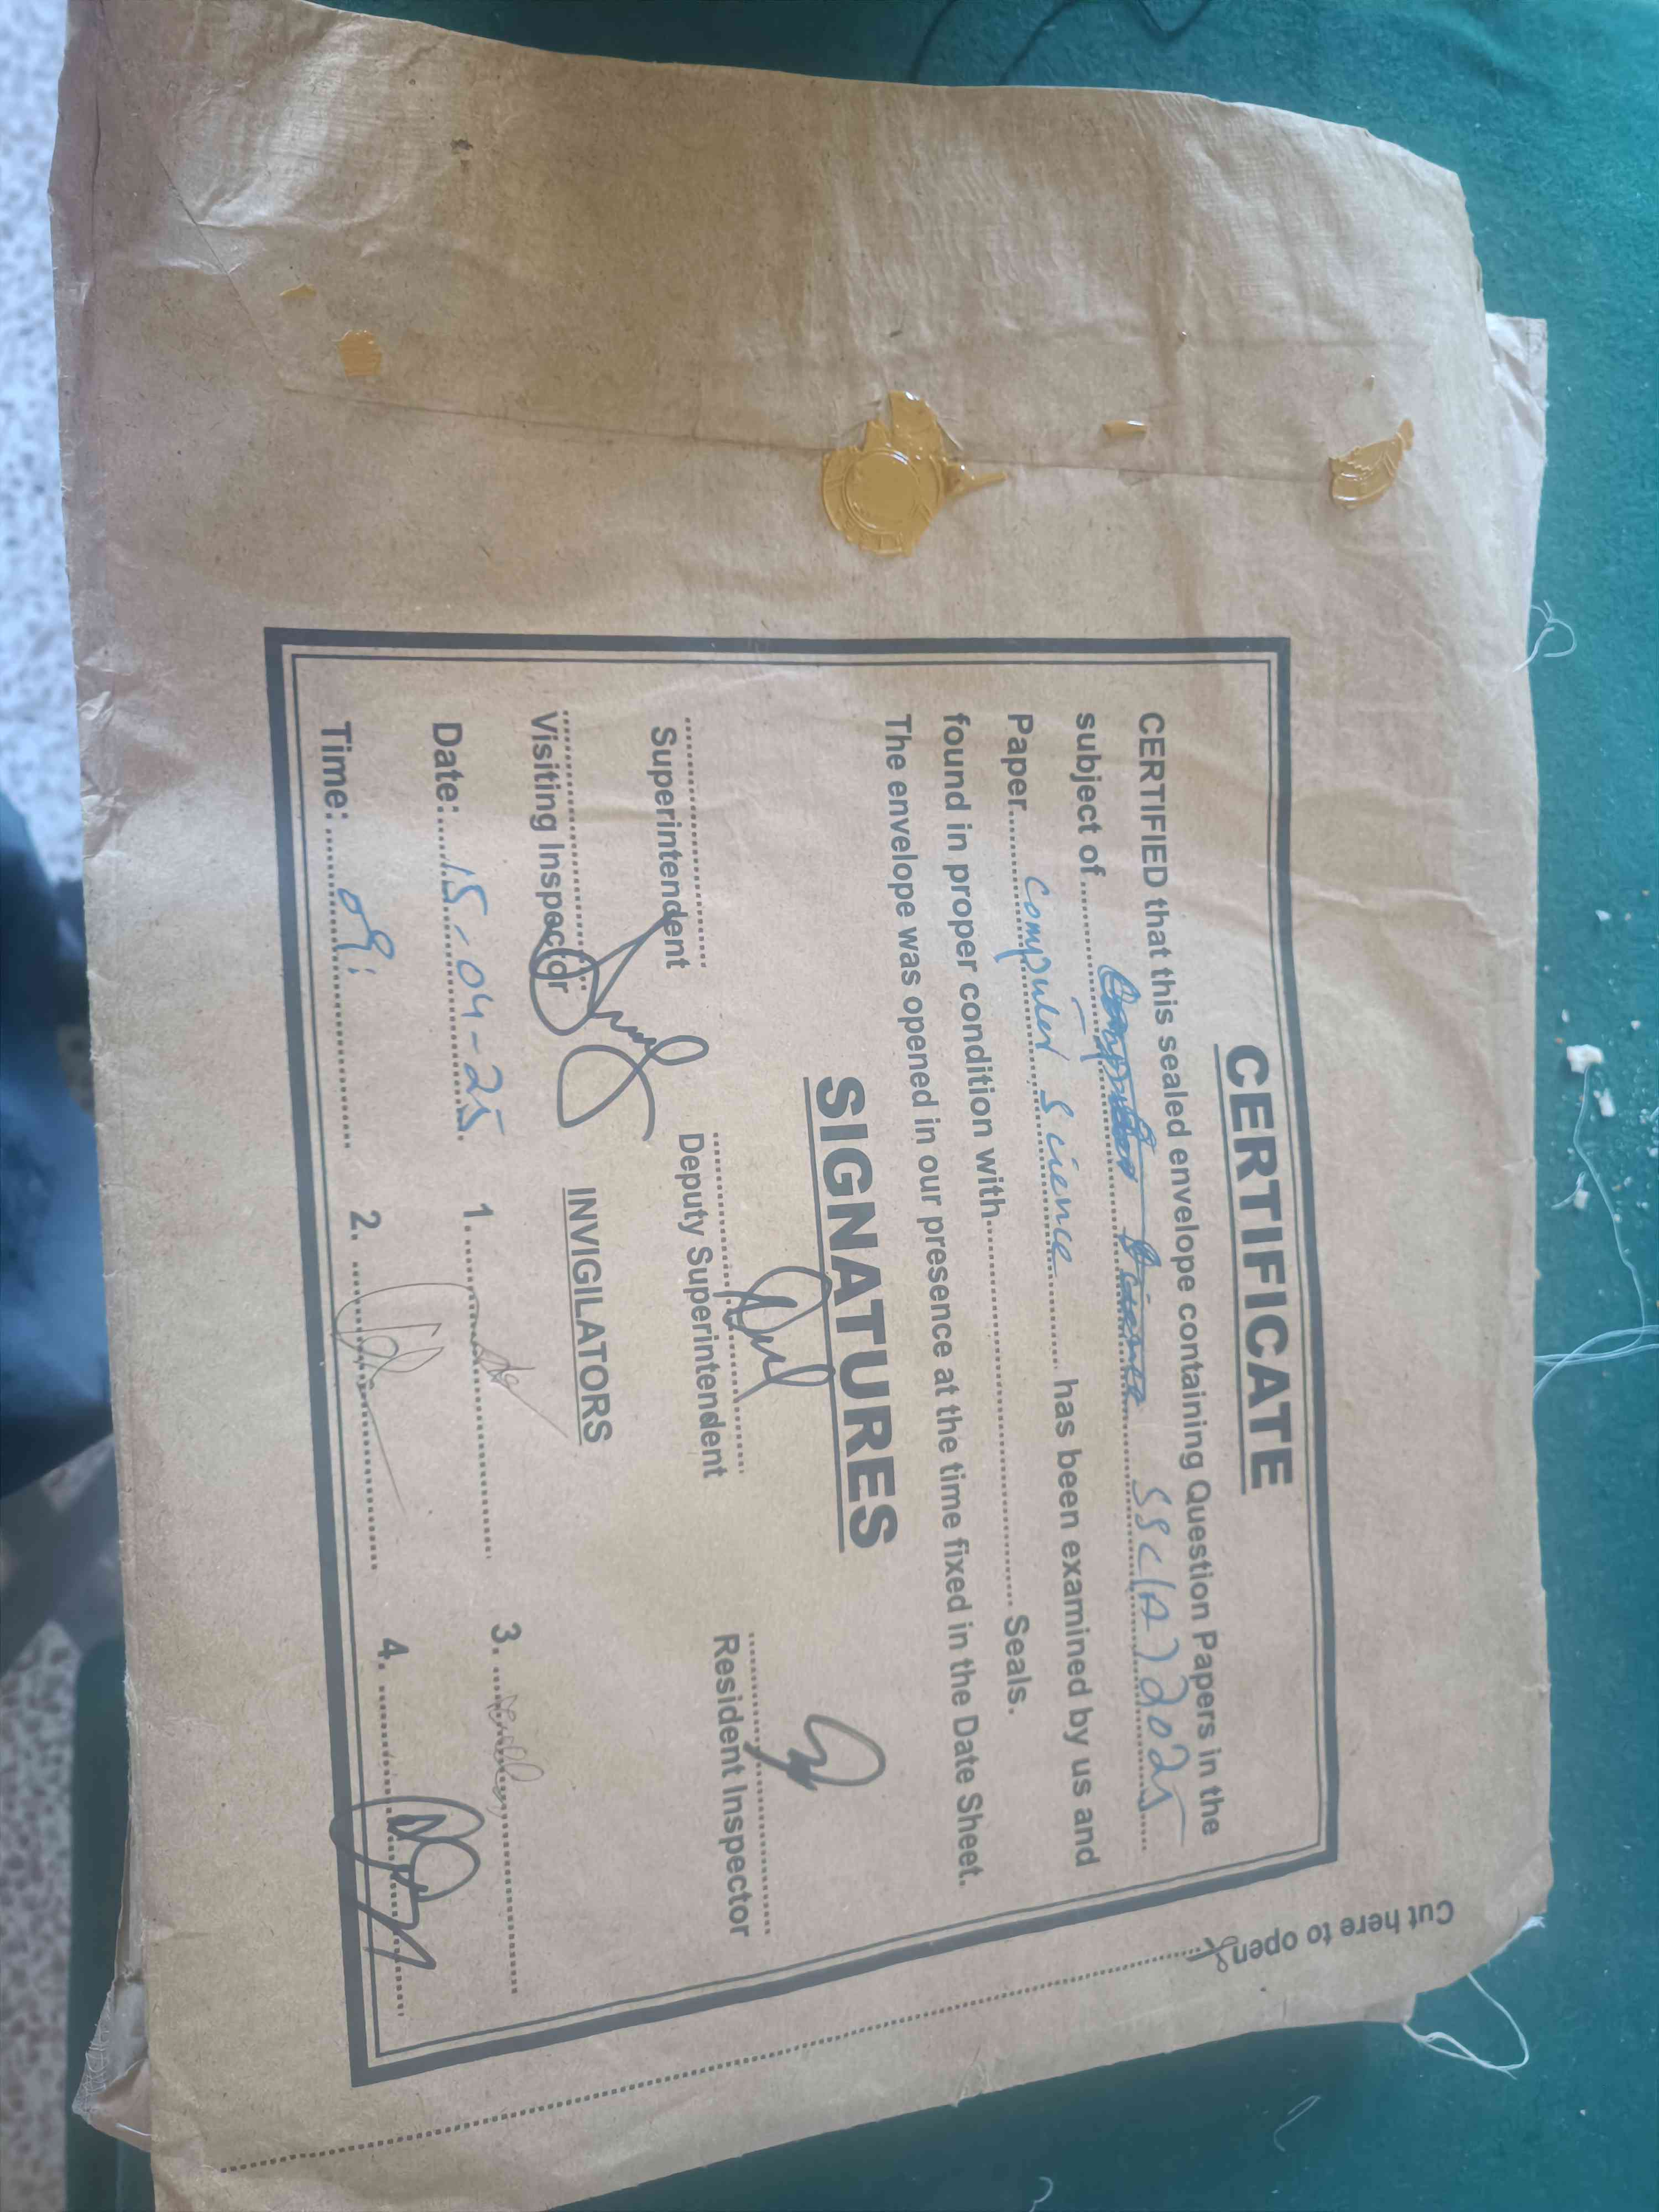 CERTIFICATE
CERTIFIED that this sealed envelope containing Question Papers in the
subject of.......... Computer Science SSC(A) 2025
Paper.......... Computer Science .......... has been examined by us and
found in proper condition with.......... Seals.
The envelope was opened in our presence at the time fixed in the Date Sheet.
SIGNATURES
Superintendent Deputy Superintendent Resident Inspector
Visiting Inspector INVIGILATORS
Date: 15-04-25 1. 3.
Time: 09: 2. 4.
Cut here to open